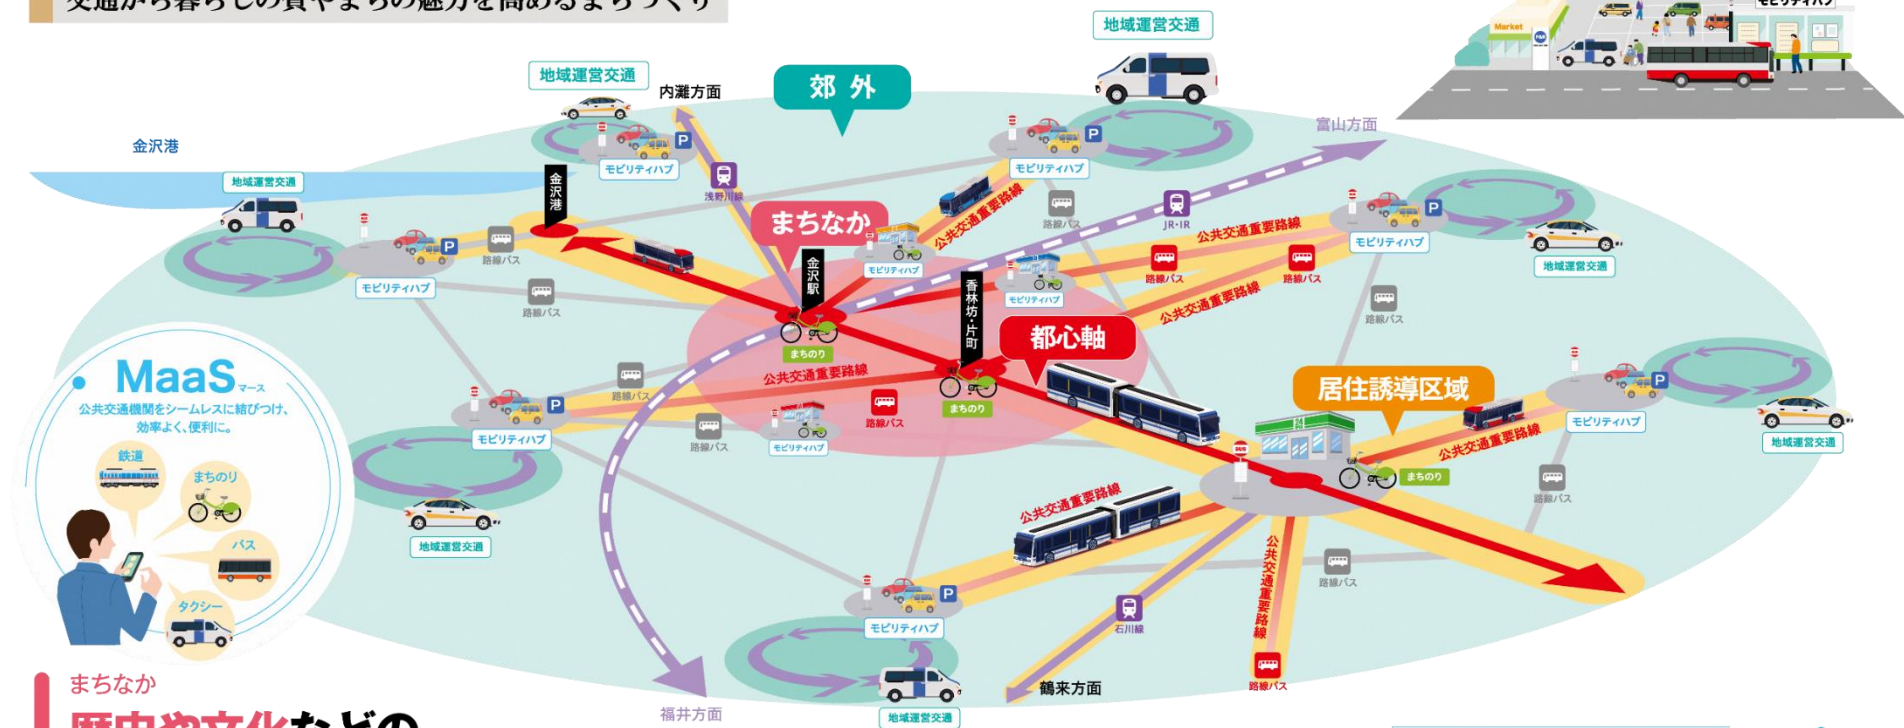 交通から暮らしの質やまちの魅力を高めるまちづくり
モビリティハブ
Market
地域運営交通
地域運営交通
内灘方面
郊外
富山方面
金沢港
地域運営交通
金沢港
P
モビリティハブ
浅野川線
P
モビリティハブ
路線バス
JR・IR
公共交通重要路線
公共交通重要路線
P
モビリティハブ
地域運営交通
まちなか
モビリティハブ
金沢駅
P
モビリティハブ
路線バス
路線バス
モビリティハブ
路線バス
路線バス
公共交通重要路線
路線バス
香林坊・片町
都心軸
まちのり
公共交通重要路線
まちのり
路線バス
路線バス
モビリティハブ
路線バス
P
モビリティハブ
地域運営交通
居住誘導区域
公共交通重要路線
P
モビリティハブ
地域運営交通
BUS
24
まちのり
路線バス
MaaS マース
公共交通機関をシームレスに結びつけ、
効率よく、便利に。
鉄道
まちのり
バス
タクシー
公共交通重要路線
公共交通重要路線
路線バス
P
モビリティハブ
石川線
路線バス
鶴来方面
福井方面
地域運営交通
まちなか
歴史や文化などの